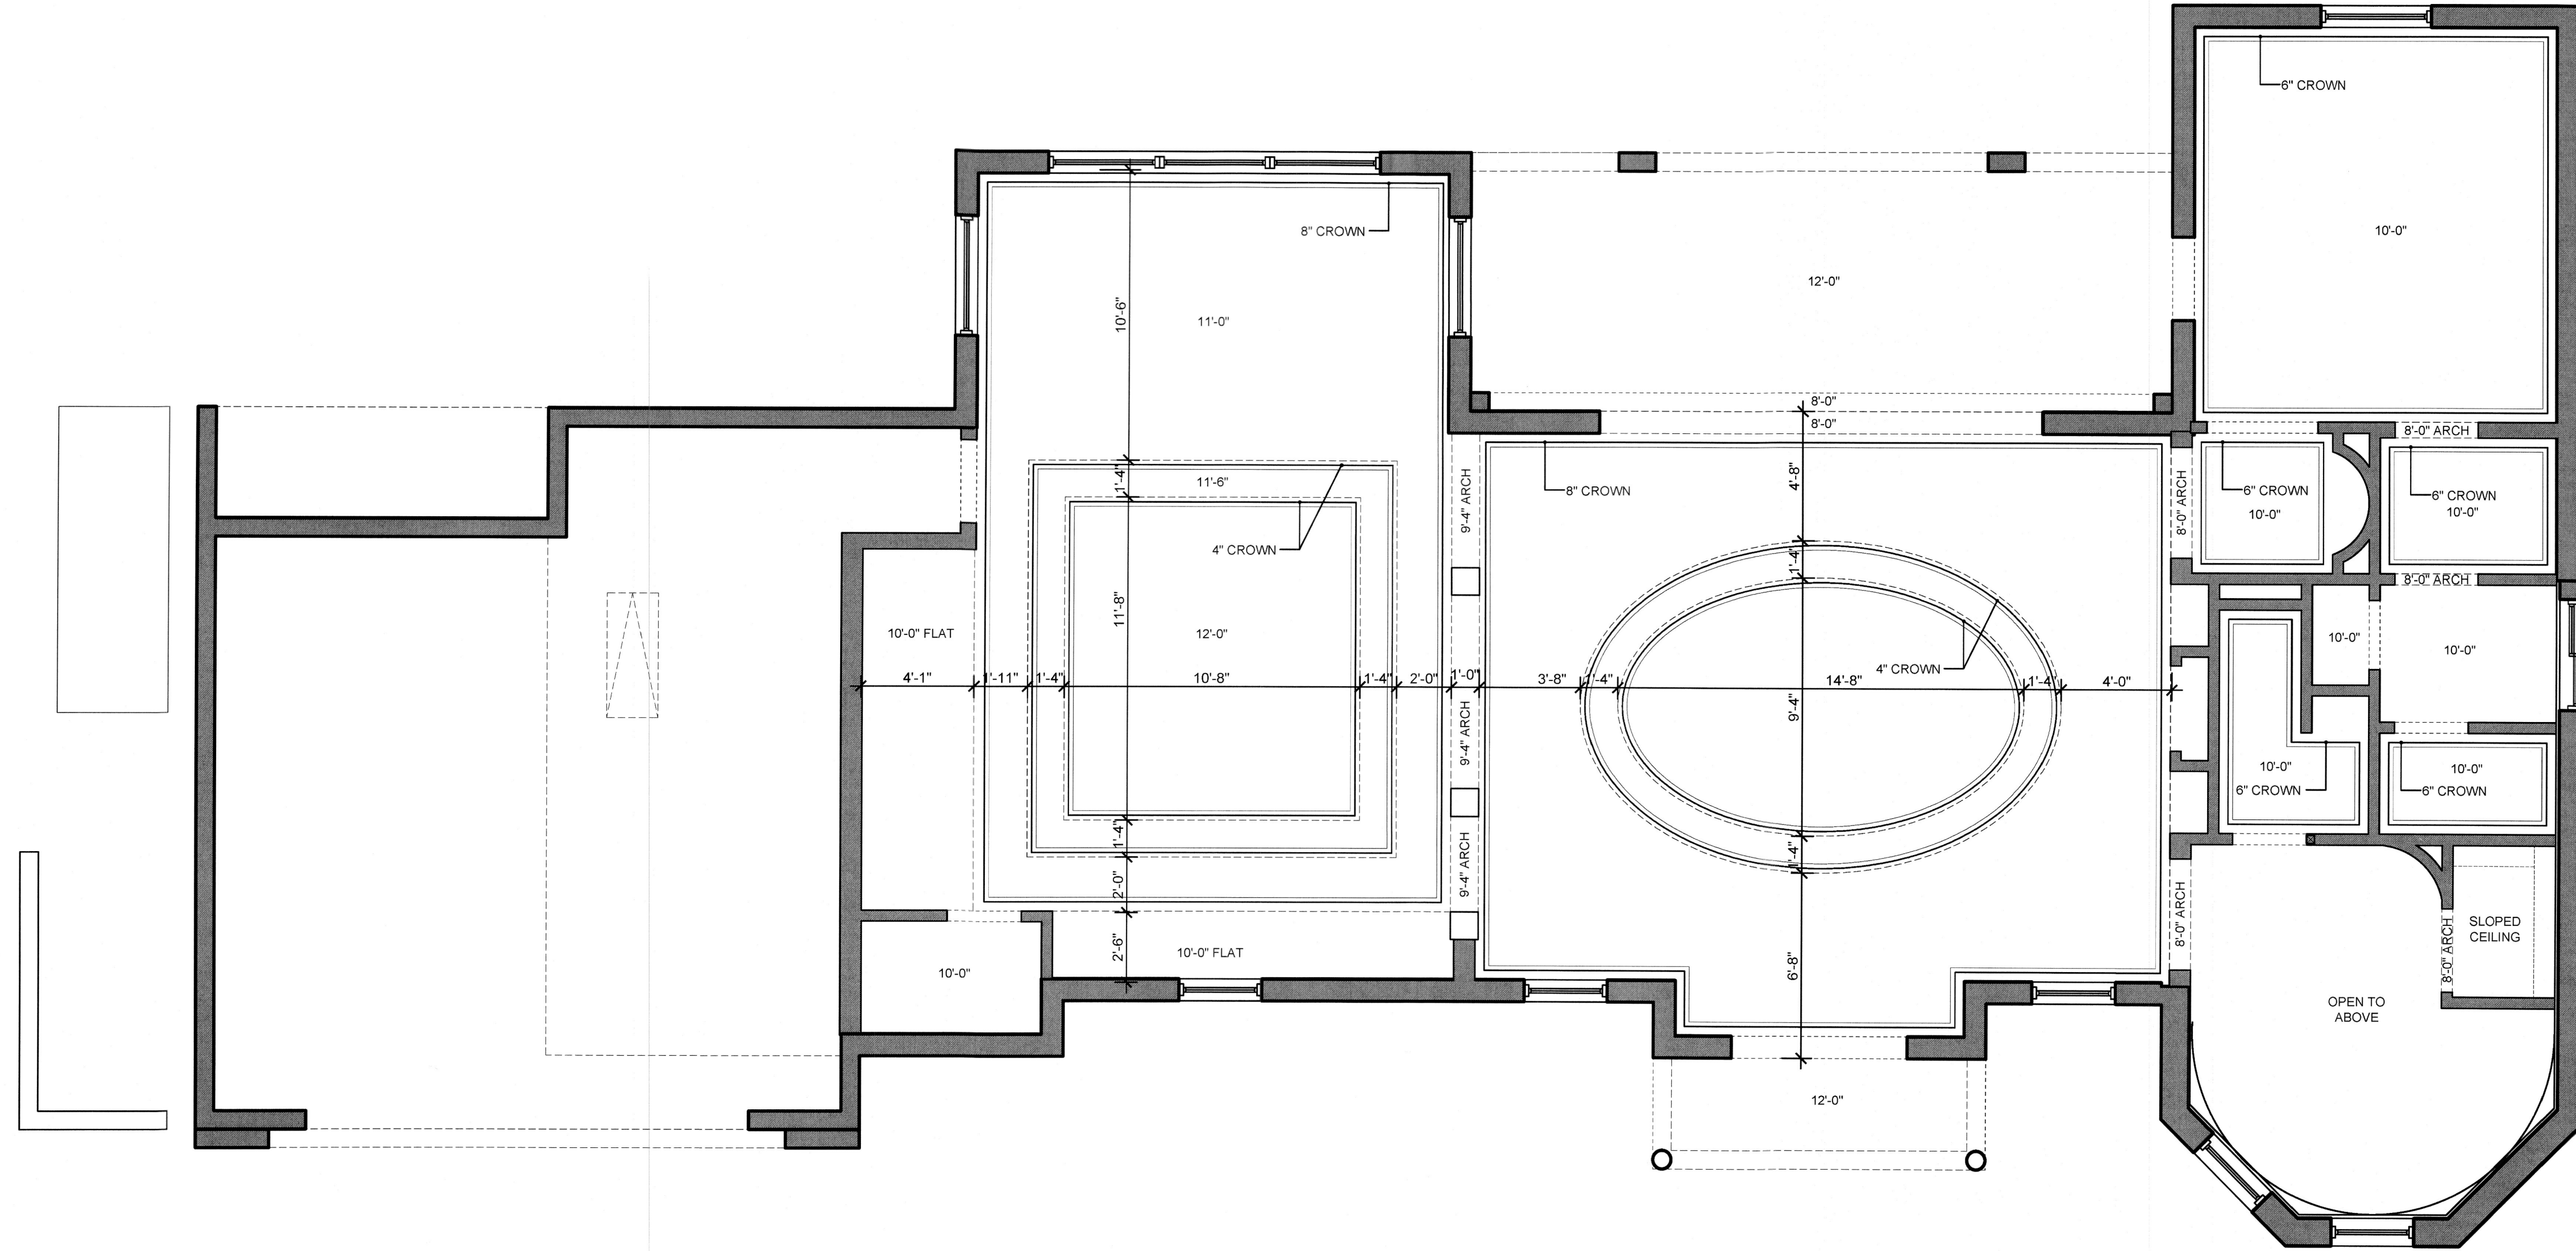 6" CROWN
10'-0"
8" CROWN
12'-0"
10'-6"
11'-0"
8'-0"
8'-0"
8'-0" ARCH
1'-4"
11'-6"
9'-4" ARCH
8" CROWN
4'-8"
8'-0" ARCH
6" CROWN
10'-0"
6" CROWN
10'-0"
4" CROWN
1'-4"
8'-0" ARCH
11'-8"
10'-0" FLAT
12'-0"
4" CROWN
10'-0"
10'-0"
4'-1"
1'-11"
1'-4"
10'-8"
1'-4"
2'-0"
1'-0"
3'-8"
1'-4"
14'-8"
1'-4"
4'-0"
9'-4"
9'-4" ARCH
10'-0"
6" CROWN
10'-0"
6" CROWN
1'-4"
1'-4"
2'-0"
9'-4" ARCH
8'-0" ARCH
8'-0" ARCH
SLOPED
CEILING
2'-6"
10'-0" FLAT
10'-0"
6'-8"
OPEN TO
ABOVE
12'-0"